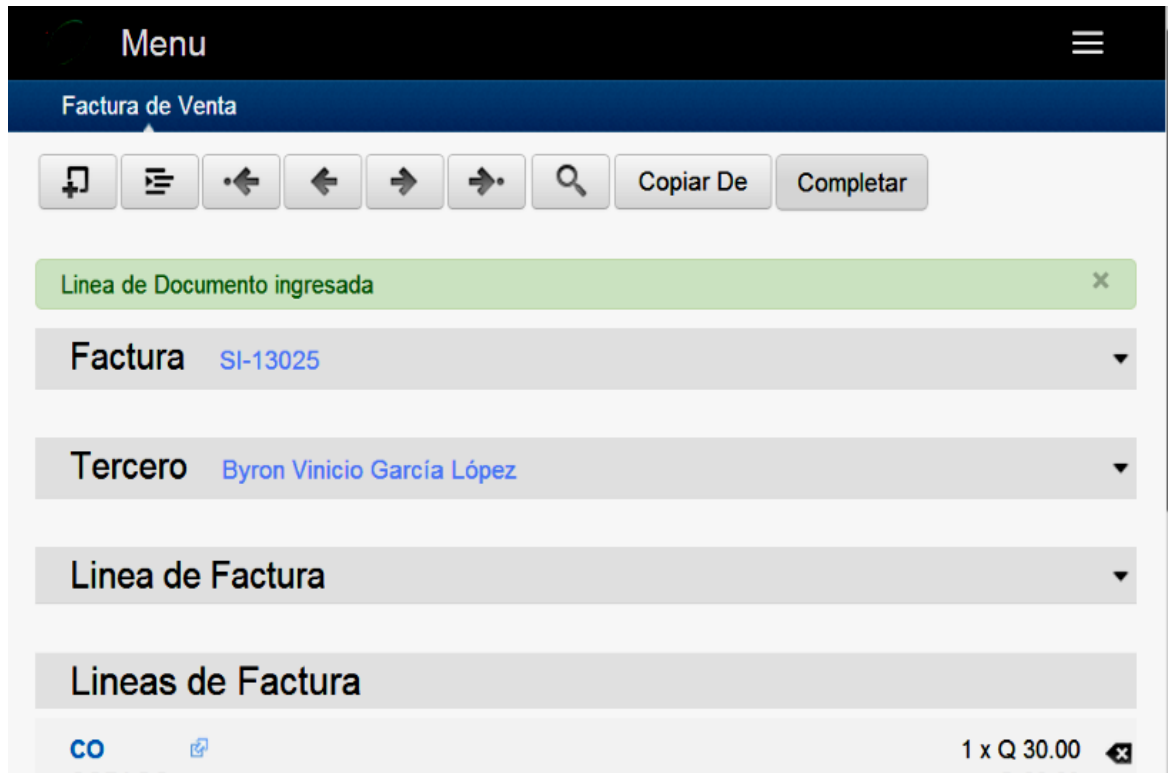 Menu
Factura de Venta
Copiar De Completar
Linea de Documento ingresada
Factura SI-13025
Tercero Byron Vinicio García López
Linea de Factura
Lineas de Factura
CO 1 x Q 30.00